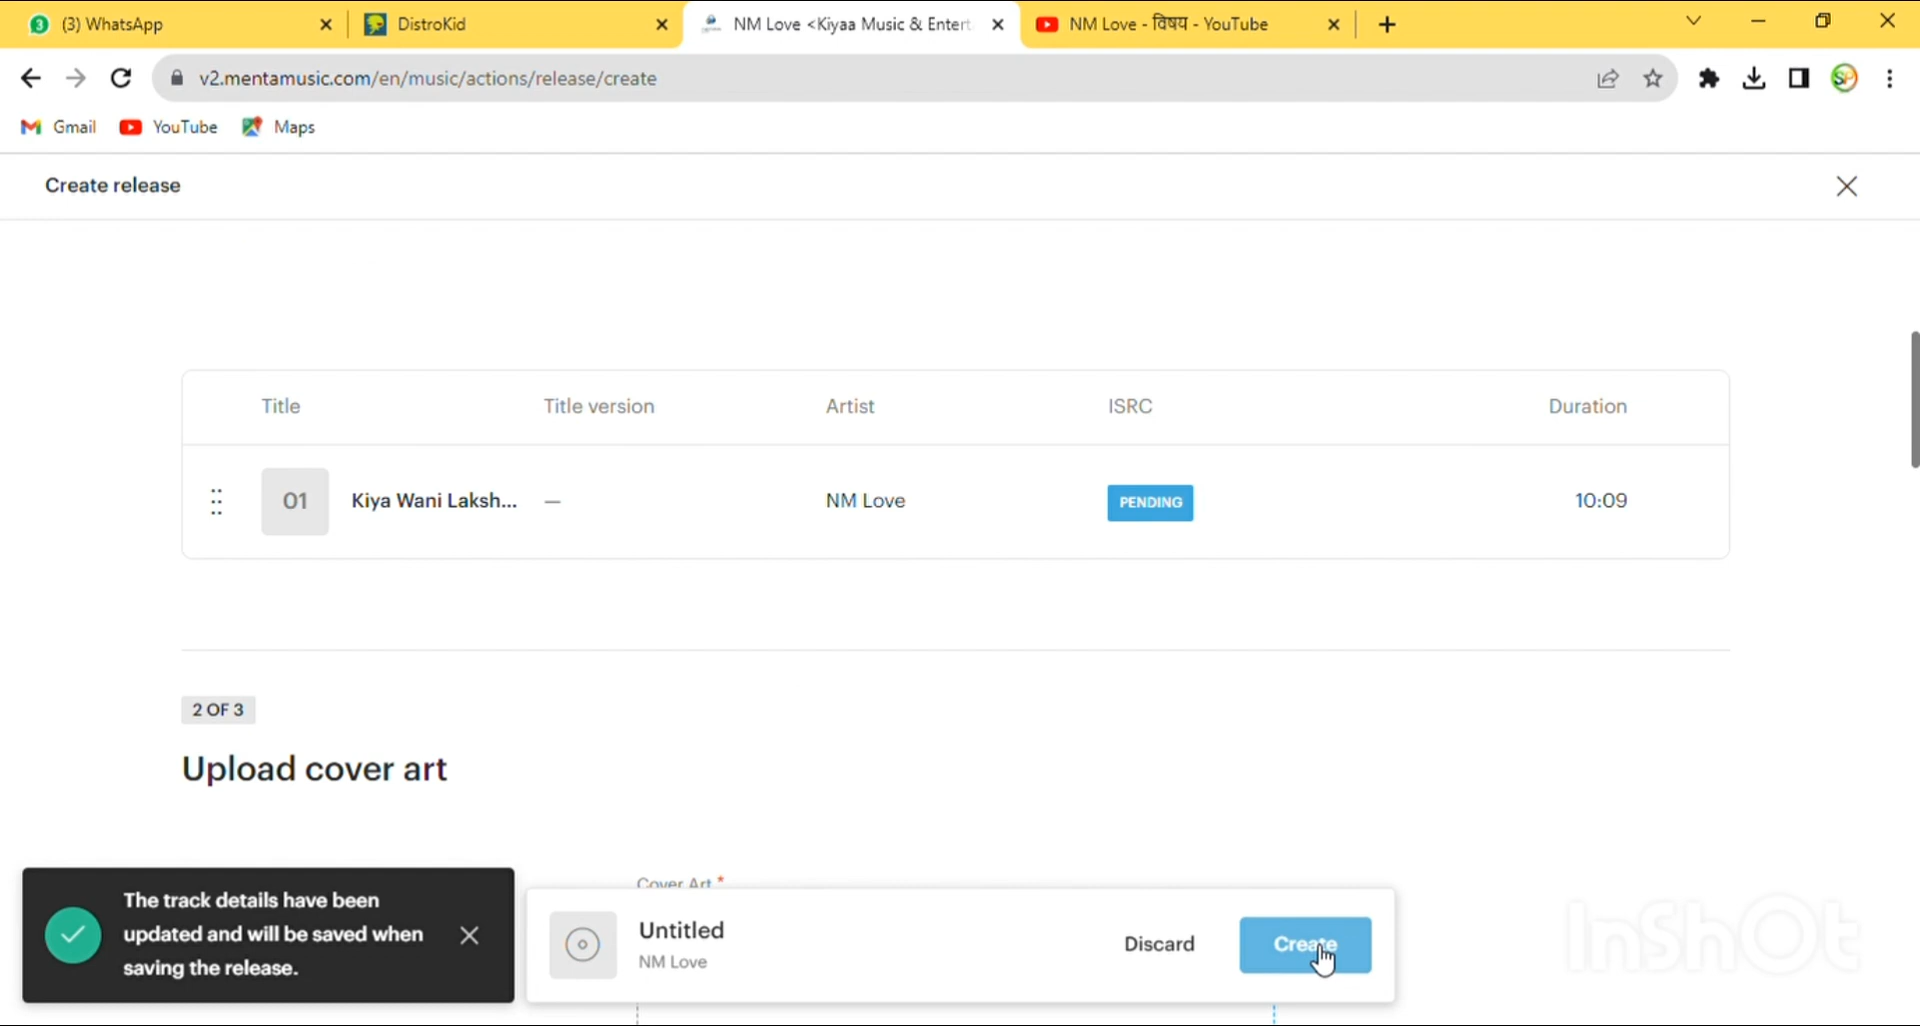 (3) WhatsApp
DistroKid
NM Love <Kiyaa Music & Entert
NM Love - विषय - YouTube
v2.mentamusic.com/en/music/actions/release/create
Gmail
YouTube
Maps
Create release
Title
Title version
Artist
ISRC
Duration
01
Kiya Wani Laksh...
—
NM Love
PENDING
10:09
2 OF 3
Upload cover art
Cover Art *
The track details have been
updated and will be saved when
saving the release.
Untitled
NM Love
Discard
Create
InShOt